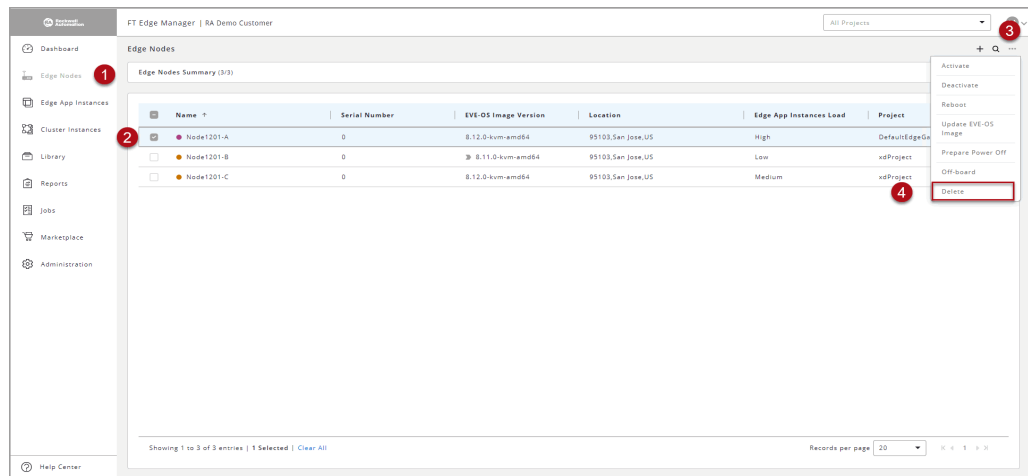 Rockwell Automation
FT Edge Manager | RA Demo Customer
All Projects
3
Dashboard
Edge Nodes
1
Edge App Instances
Cluster Instances
Library
Reports
Jobs
Marketplace
Administration
Help Center
Edge Nodes
Edge Nodes Summary (3/3)
Name ↑ Serial Number EVE-OS Image Version Location Edge App Instances Load Project
2
Node1201-A 0 8.12.0-kvm-amd64 95103,San Jose,US High DefaultEdgeGa
Node1201-B 0 8.11.0-kvm-amd64 95103,San Jose,US Low xdProject
Node1201-C 0 8.12.0-kvm-amd64 95103,San Jose,US Medium xdProject
Activate
Deactivate
Reboot
Update EVE-OS
Image
Prepare Power Off
Off-board
4
Delete
Showing 1 to 3 of 3 entries | 1 Selected | Clear All
Records per page 20
1